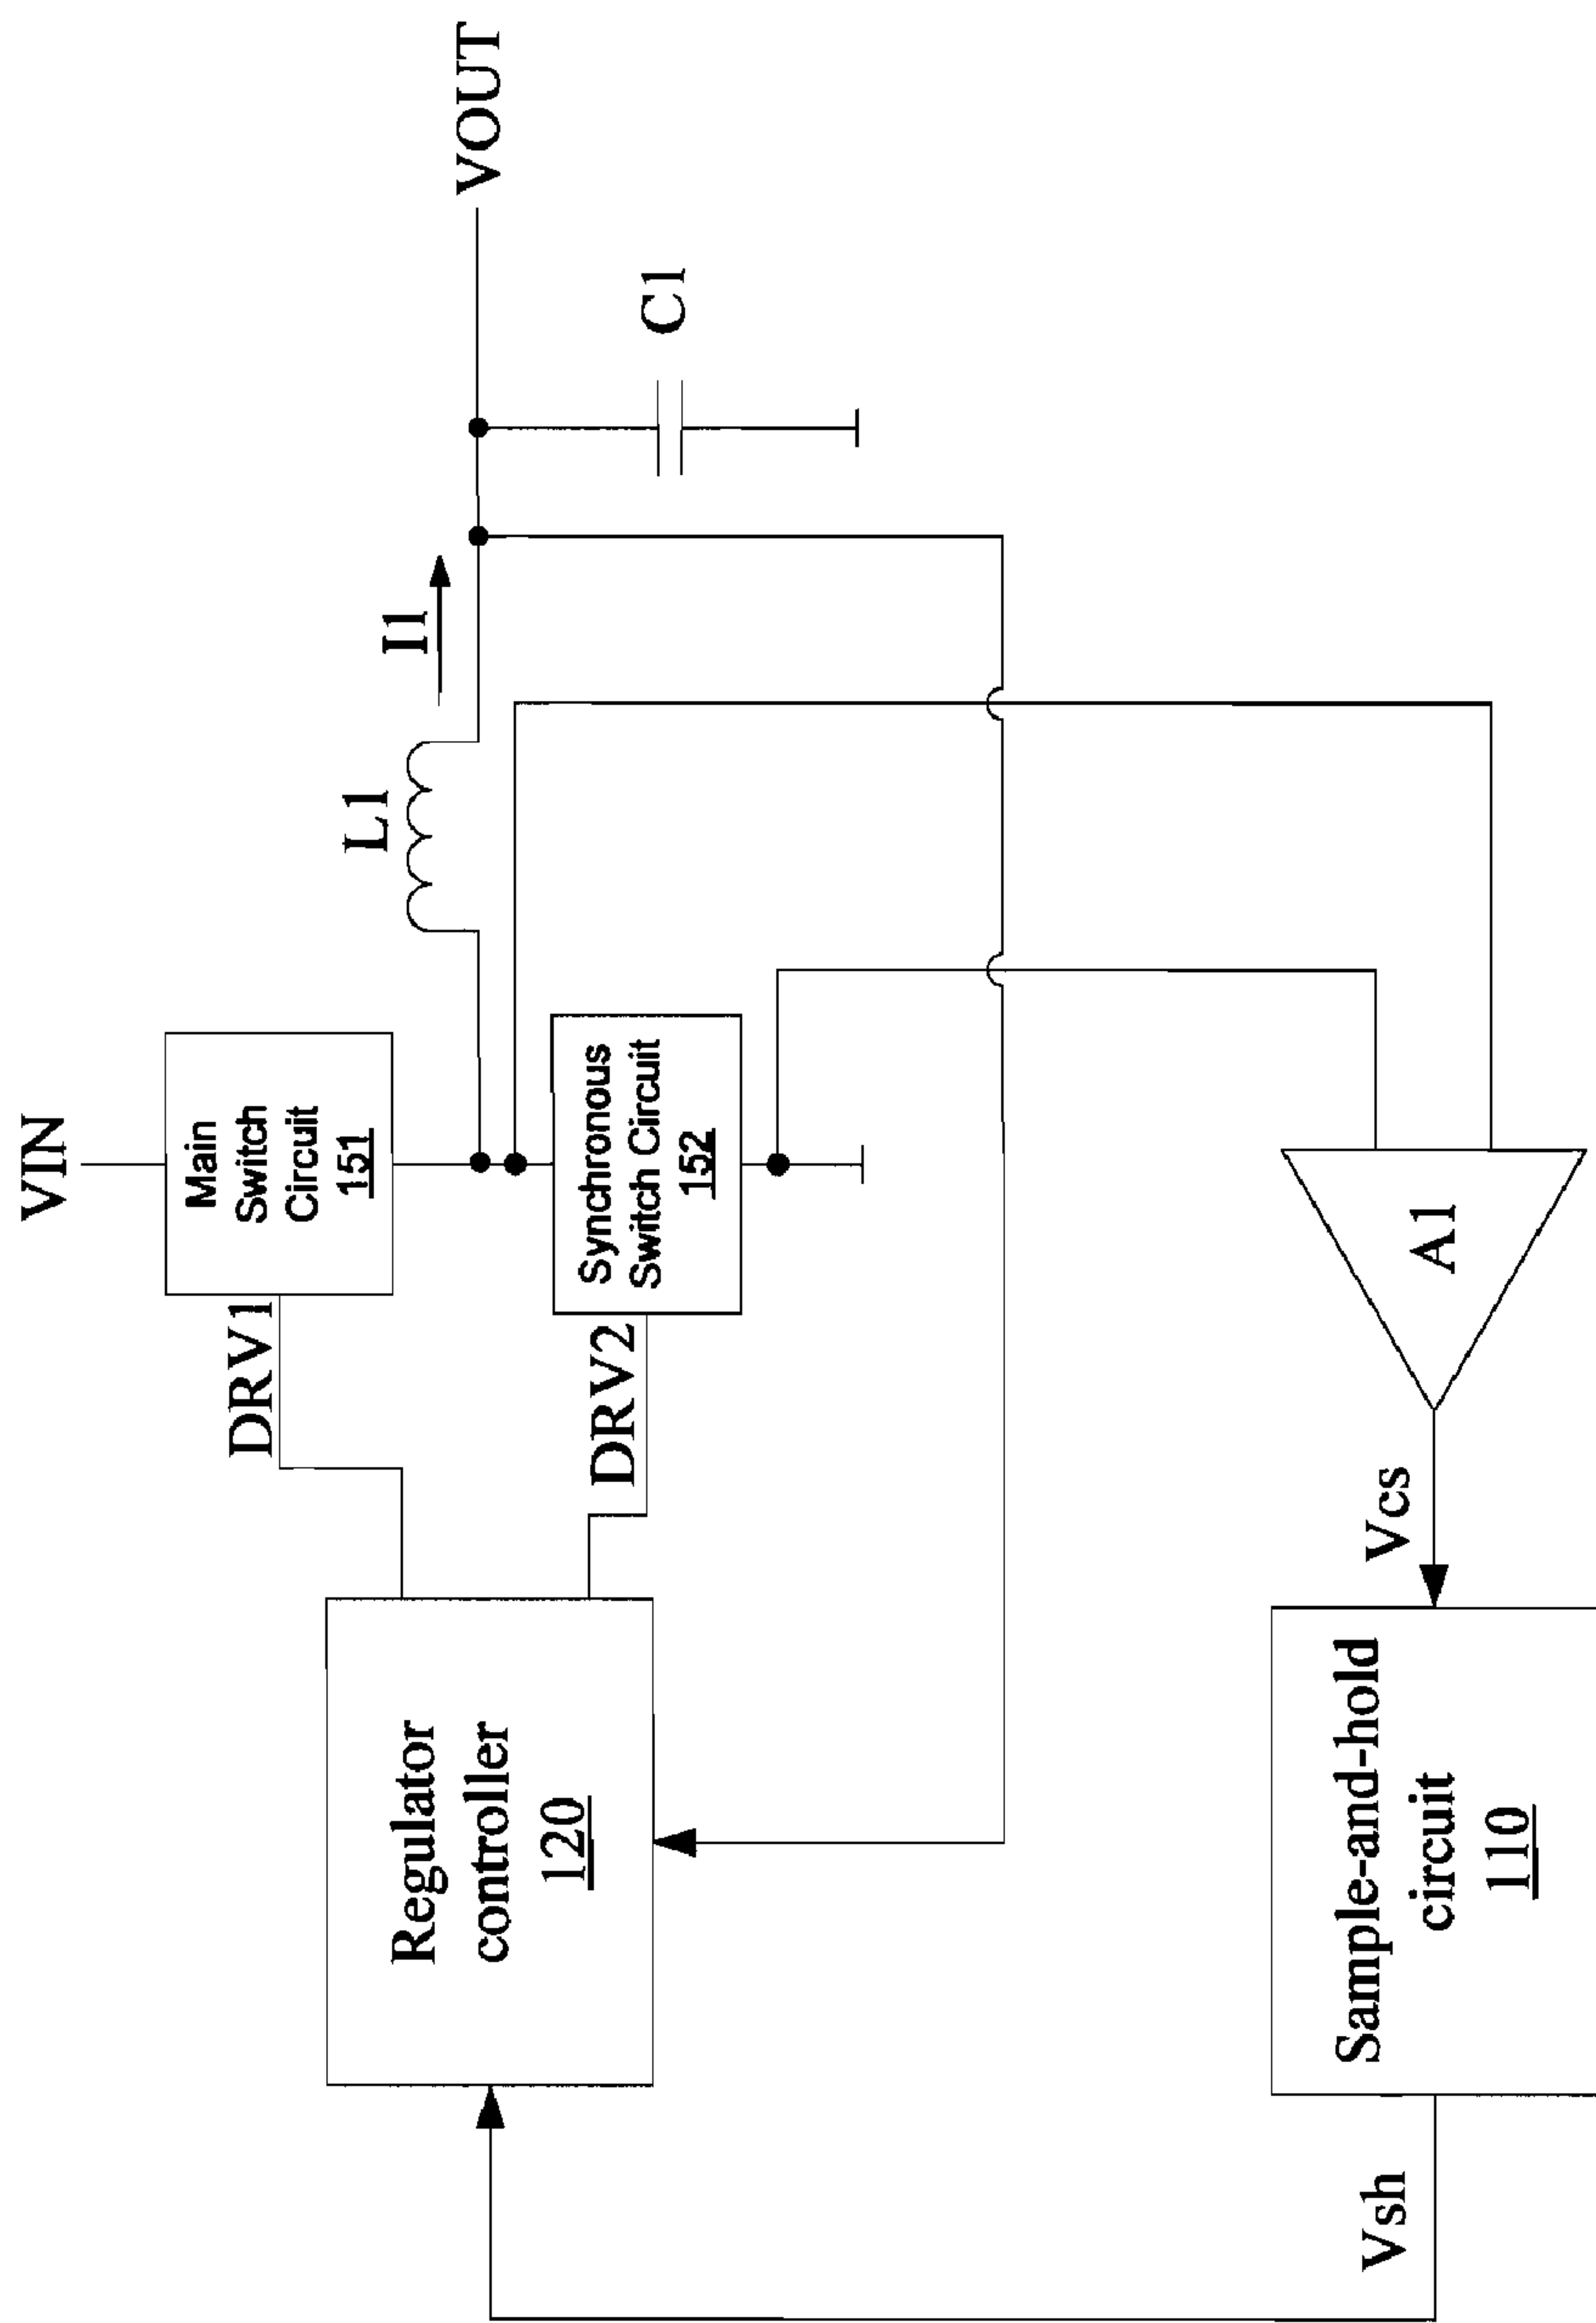 VIN
Main
Switch
Circuit
151
DRV1
L1
I1
VOUT
Regulator
controller
120
DRV2
Synchronous
Switch Circuit
152
C1
Vsh
Sample-and-hold
circuit
110
Vcs
A1